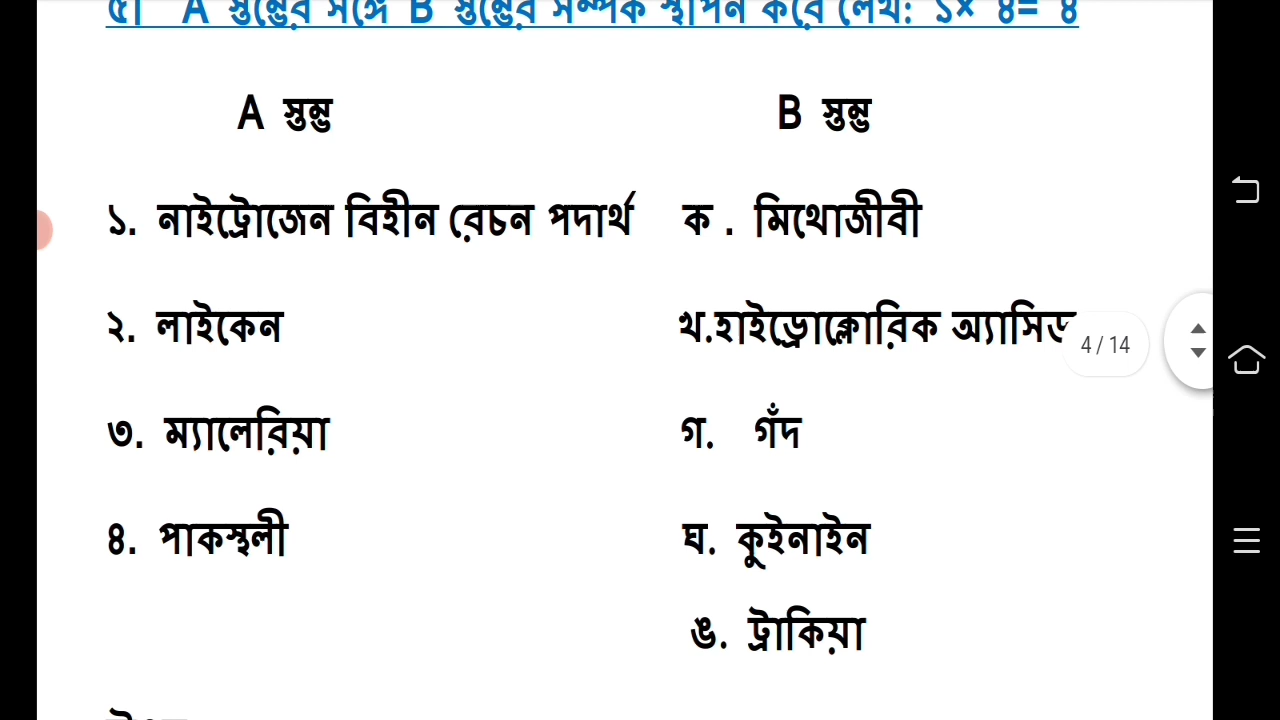 ৫। A স্তম্ভের সঙ্গে B স্তম্ভের সম্পর্ক স্থাপন করে লেখ: ১× ৪= ৪
A স্তম্ভ B স্তম্ভ
১. নাইট্রোজেন বিহীন রেচন পদার্থ ক . মিথোজীবী
২. লাইকেন খ.হাইড্রোক্লোরিক অ্যাসিড
4 / 14
৩. ম্যালেরিয়া গ. গঁদ
৪. পাকস্থলী ঘ. কুইনাইন
ঙ. ট্রাকিয়া